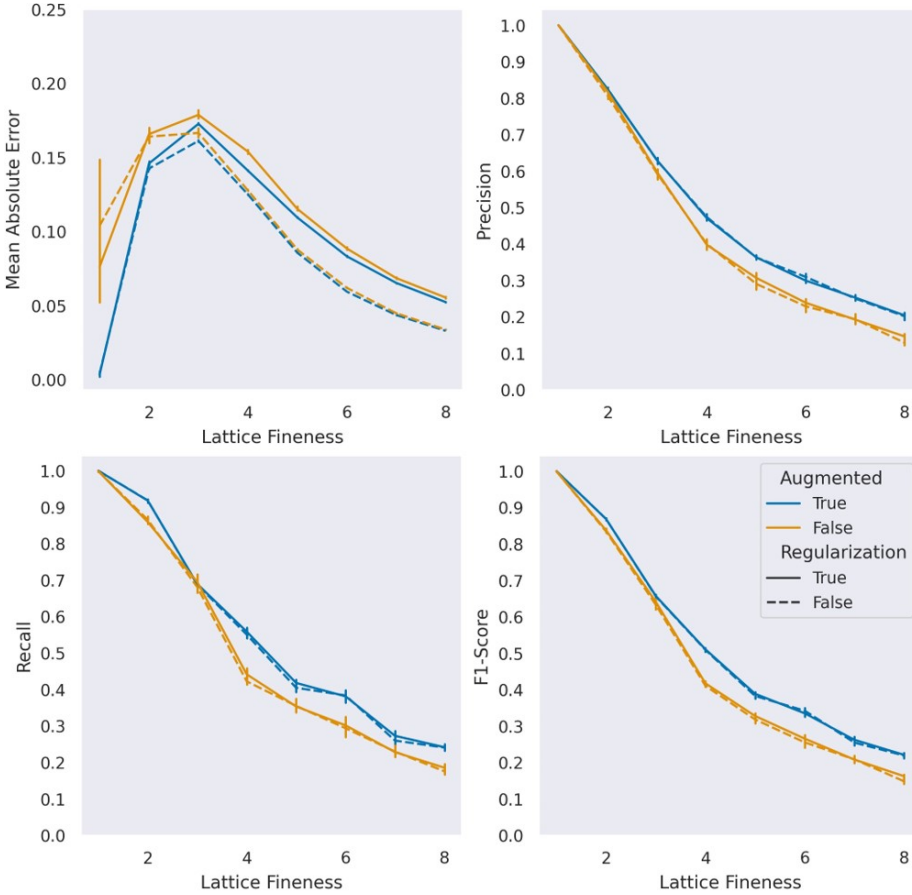 0.25
0.20
0.15
0.10
0.05
0.00
Mean Absolute Error
2 4 6 8
Lattice Fineness
1.0
0.9
0.8
0.7
0.6
0.5
0.4
0.3
0.2
0.1
0.0
Precision
2 4 6 8
Lattice Fineness
1.0
0.9
0.8
0.7
0.6
0.5
0.4
0.3
0.2
0.1
0.0
Recall
2 4 6 8
Lattice Fineness
1.0
0.9
0.8
0.7
0.6
0.5
0.4
0.3
0.2
0.1
0.0
F1-Score
2 4 6 8
Lattice Fineness
Augmented
True
False
Regularization
True
False